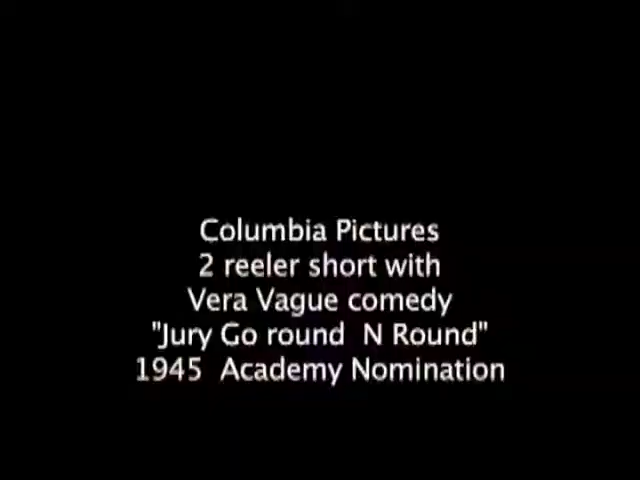 Columbia Pictures
2 reeler short with
Vera Vague comedy
"Jury Go round  N Round"
1945  Academy Nomination